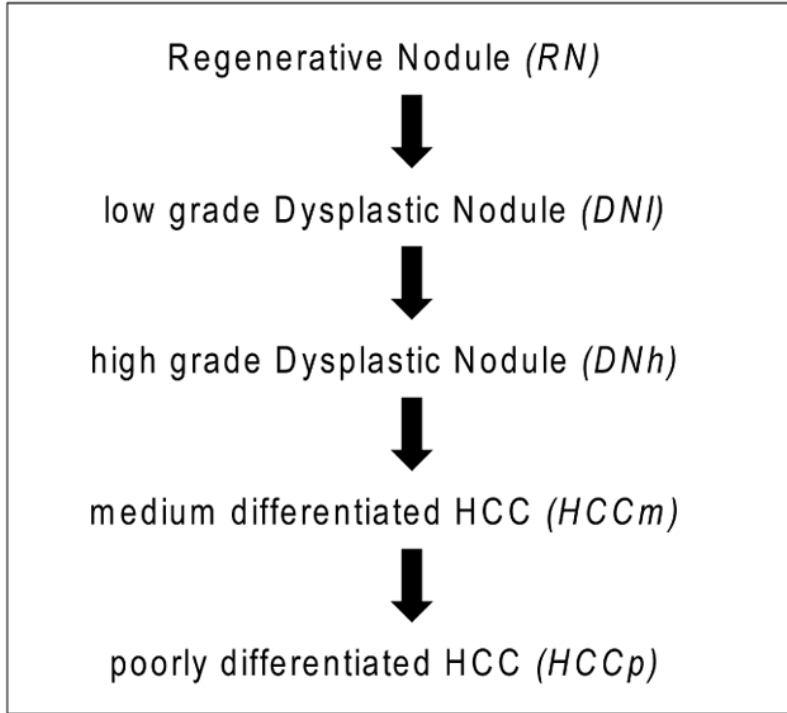 Regenerative Nodule (RN)
low grade Dysplastic Nodule (DNl)
high grade Dysplastic Nodule (DNh)
medium differentiated HCC (HCCm)
poorly differentiated HCC (HCCp)